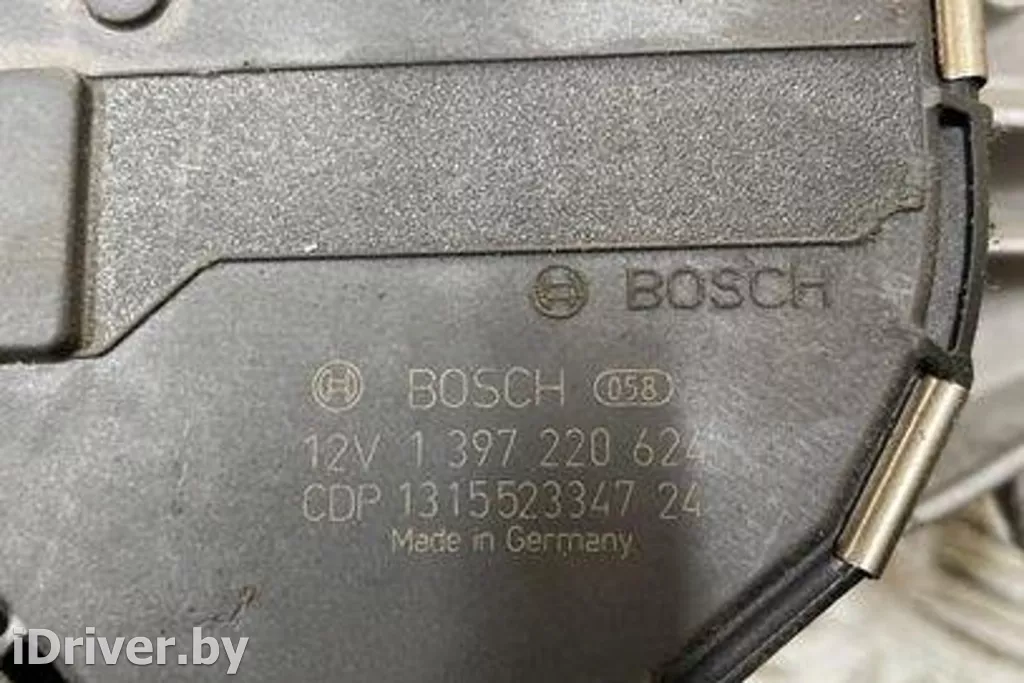 BOSCH
BOSCH 058
12V 1 397 220 624
CDP 1315523347 24
Made in Germany
iDriver.by